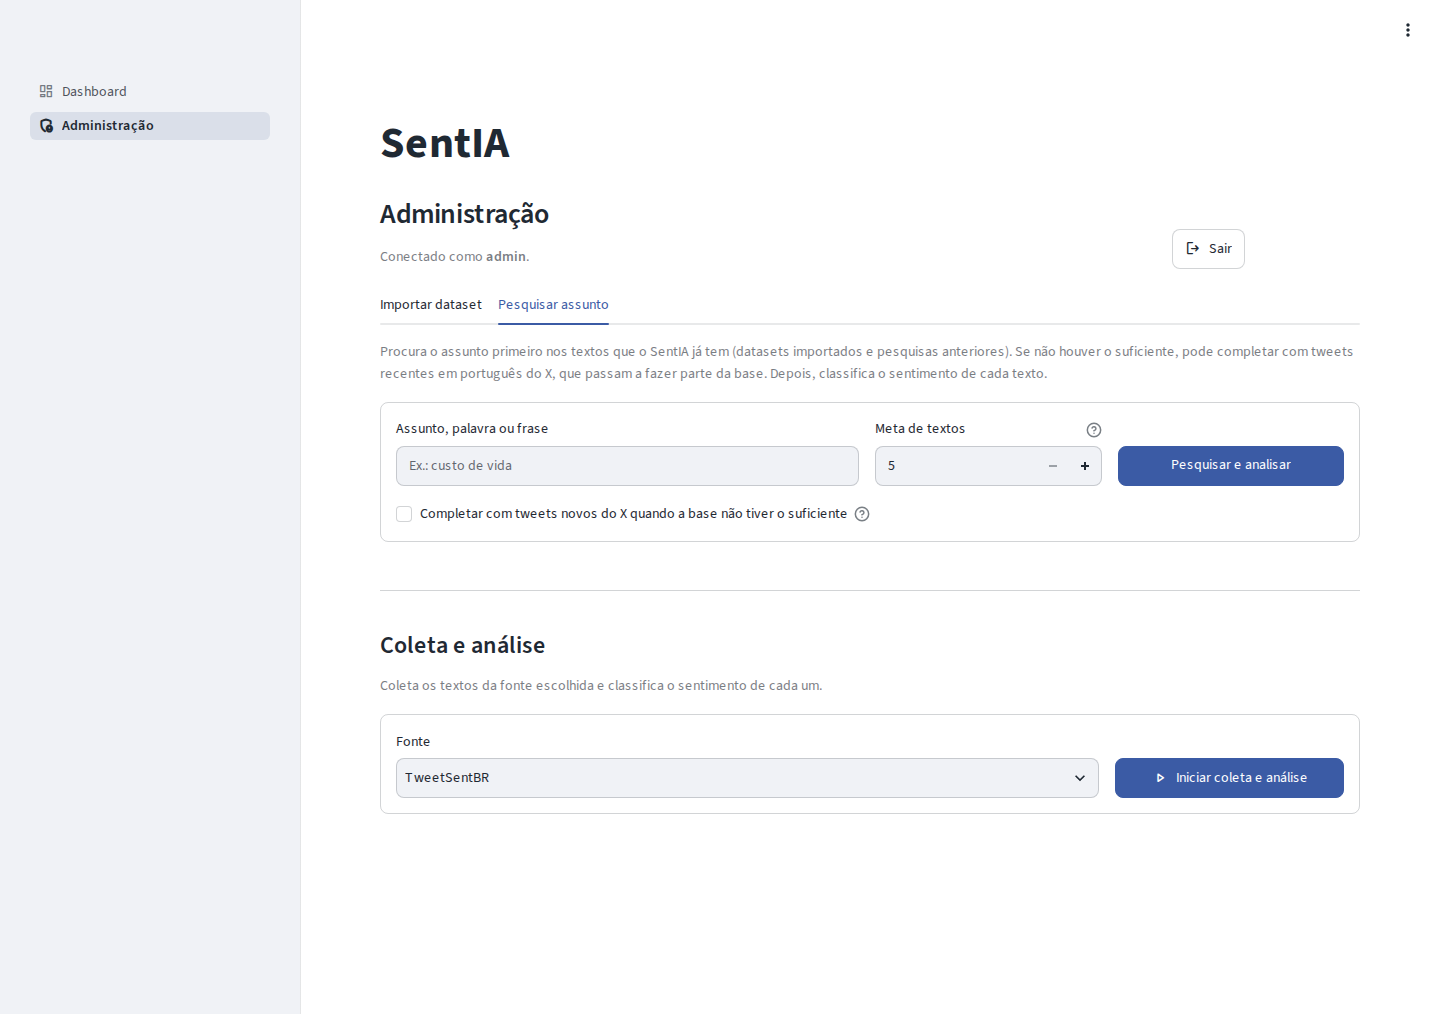 Dashboard
Administração
SentIA
Administração
Conectado como admin.
Sair
Importar dataset
Pesquisar assunto
Procura o assunto primeiro nos textos que o SentIA já tem (datasets importados e pesquisas anteriores). Se não houver o suficiente, pode completar com tweets
recentes em português do X, que passam a fazer parte da base. Depois, classifica o sentimento de cada texto.
Assunto, palavra ou frase
Meta de textos
Ex.: custo de vida
5
Pesquisar e analisar
Completar com tweets novos do X quando a base não tiver o suficiente
Coleta e análise
Coleta os textos da fonte escolhida e classifica o sentimento de cada um.
Fonte
TweetSentBR
Iniciar coleta e análise